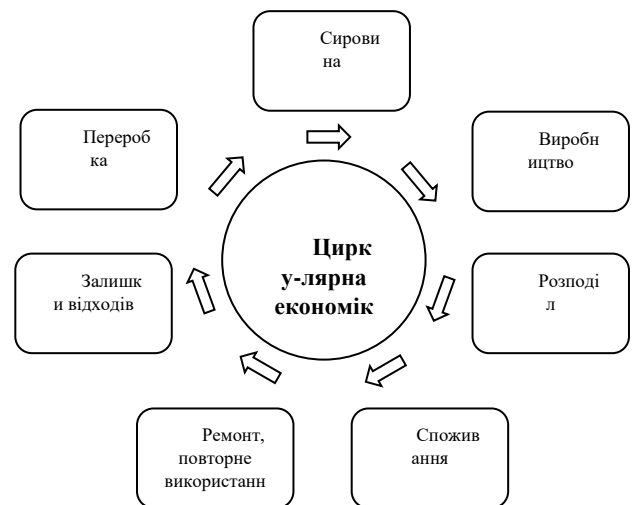 Сирови
на
Виробн
ицтво
Розподі
л
Спожив
ання
Ремонт,
повторне
використанн
Залишк
и відходів
Перероб
ка
Цирк
у-лярна
економік